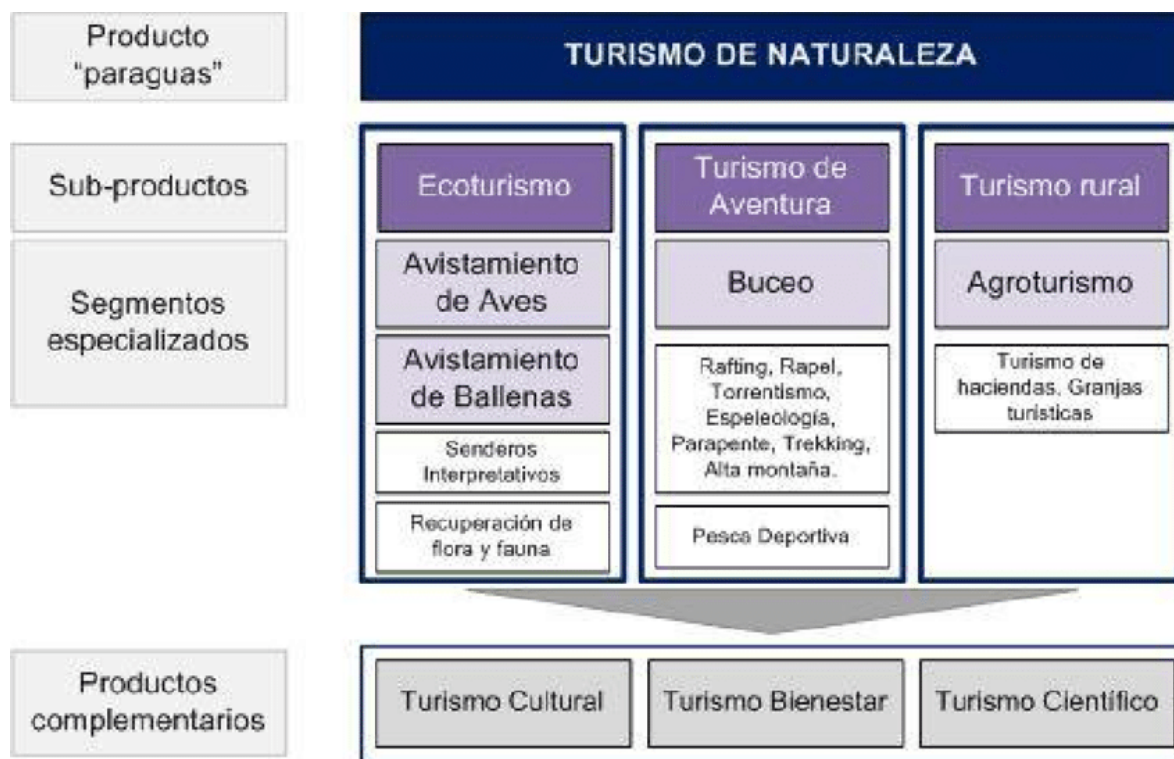 Producto
“paraguas”
TURISMO DE NATURALEZA
Sub-productos
Ecoturismo
Turismo de
Aventura
Turismo rural
Segmentos
especializados
Avistamiento
de Aves
Avistamiento
de Ballenas
Senderos
Interpretativos
Recuperación de
flora y fauna
Buceo
Rafting, Rapel,
Torrentismo,
Espeleología,
Parapente, Trekking,
Alta montaña.
Pesca Deportiva
Agroturismo
Turismo de
haciendas, Granjas
turísticas
Productos
complementarios
Turismo Cultural
Turismo Bienestar
Turismo Científico